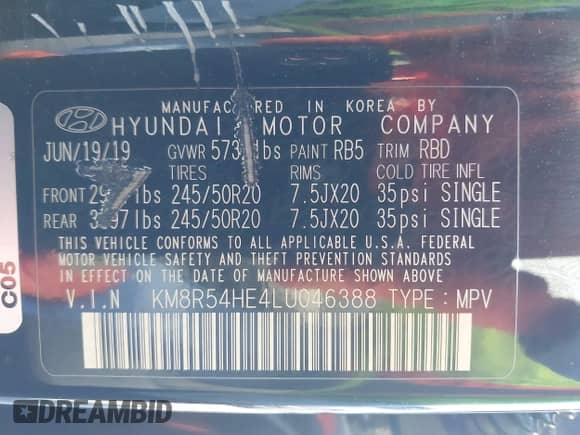 MANUFACTURED IN KOREA BY
HYUNDAI MOTOR COMPANY
JUN/19/19 GVWR lbs PAINT RB5 TRIM RBD
TIRES RIMS COLD TIRE INFL
FRONT lbs 245/50R20 7.5JX20 35psi SINGLE
REAR lbs 245/50R20 7.5JX20 35psi SINGLE
THIS VEHICLE CONFORMS TO ALL APPLICABLE U.S.A. FEDERAL
MOTOR VEHICLE SAFETY AND THEFT PREVENTION STANDARDS
IN EFFECT ON THE DATE OF MANUFACTURE SHOWN ABOVE.
V.I.N KM8R54HE4LU046388 TYPE : MPV
C05
DREAMBID